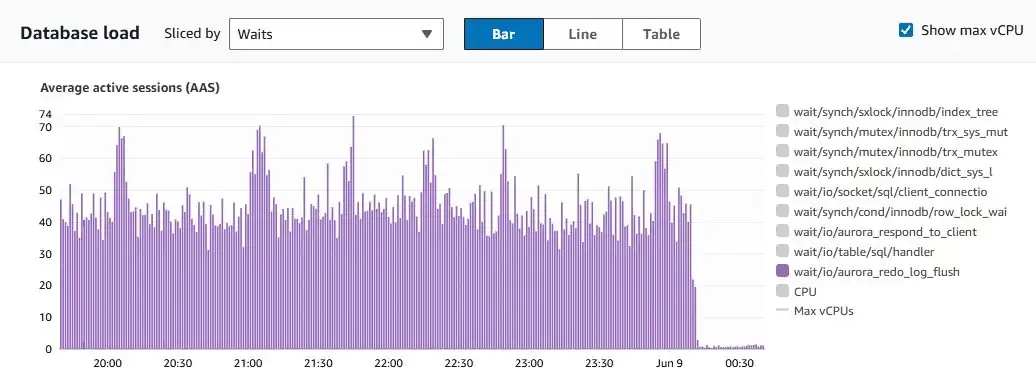 Database load Sliced by Waits Bar Line Table Show max vCPU
Average active sessions (AAS)
74
70
60
50
40
30
20
10
0
20:00 20:30 21:00 21:30 22:00 22:30 23:00 23:30 Jun 9 00:30
wait/synch/sxlock/innodb/index_tree
wait/synch/mutex/innodb/trx_sys_mut
wait/synch/mutex/innodb/trx_mutex
wait/synch/sxlock/innodb/dict_sys_l
wait/io/socket/sql/client_connectio
wait/synch/cond/innodb/row_lock_wai
wait/io/aurora_respond_to_client
wait/io/table/sql/handler
wait/io/aurora_redo_log_flush
CPU
Max vCPUs